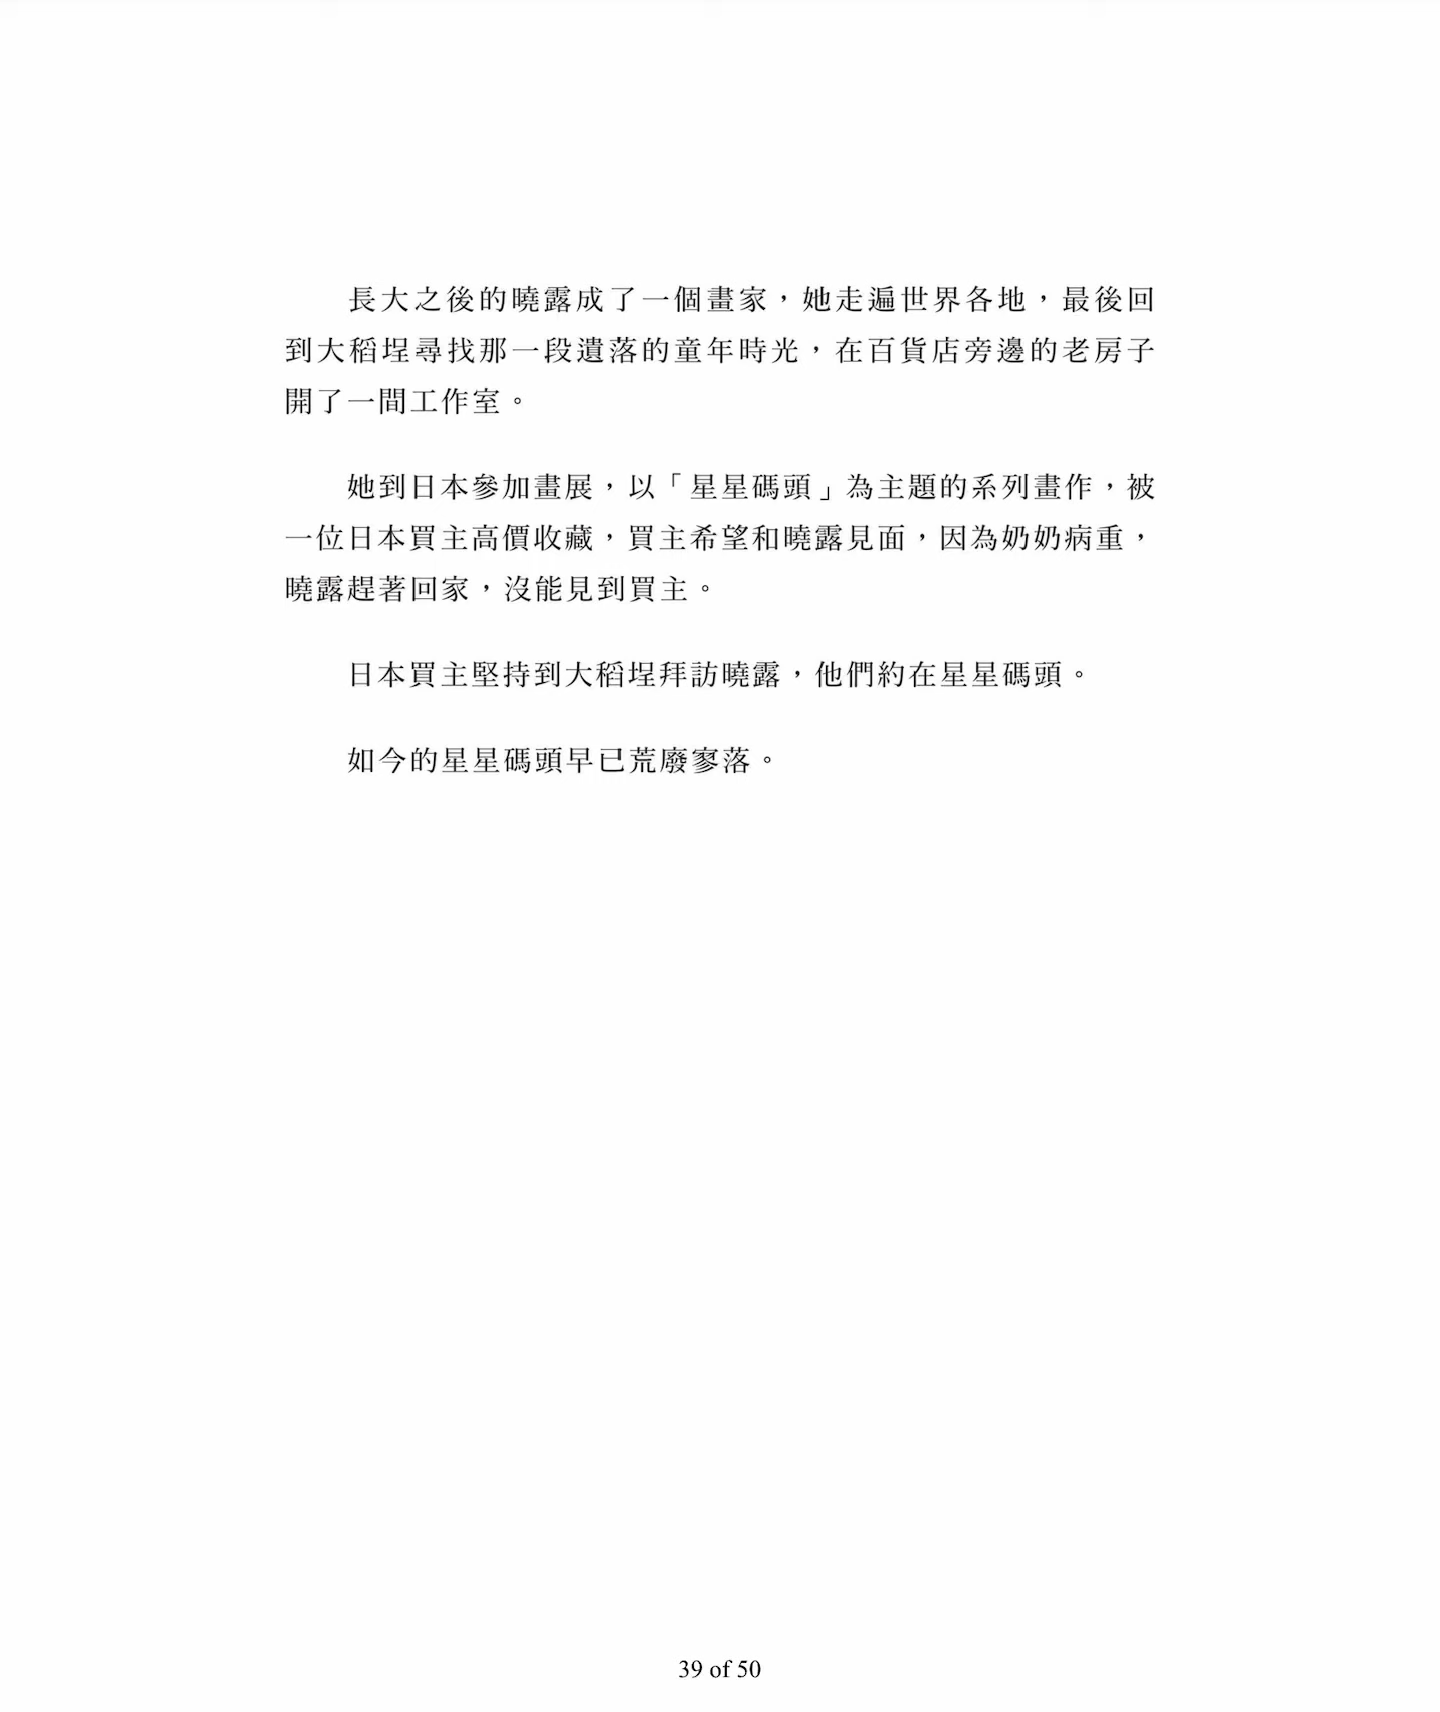 長大之後的曉露成了一個畫家，她走遍世界各地，最後回
到大稻埕尋找那一段遺落的童年時光，在百貨店旁邊的老房子
開了一間工作室。
她到日本參加畫展，以「星星碼頭」為主題的系列畫作，被
一位日本買主高價收藏，買主希望和曉露見面，因為奶奶病重，
曉露趕著回家，沒能見到買主。
日本買主堅持到大稻埕拜訪曉露，他們約在星星碼頭。
如今的星星碼頭早已荒廢寥落。
39 of 50